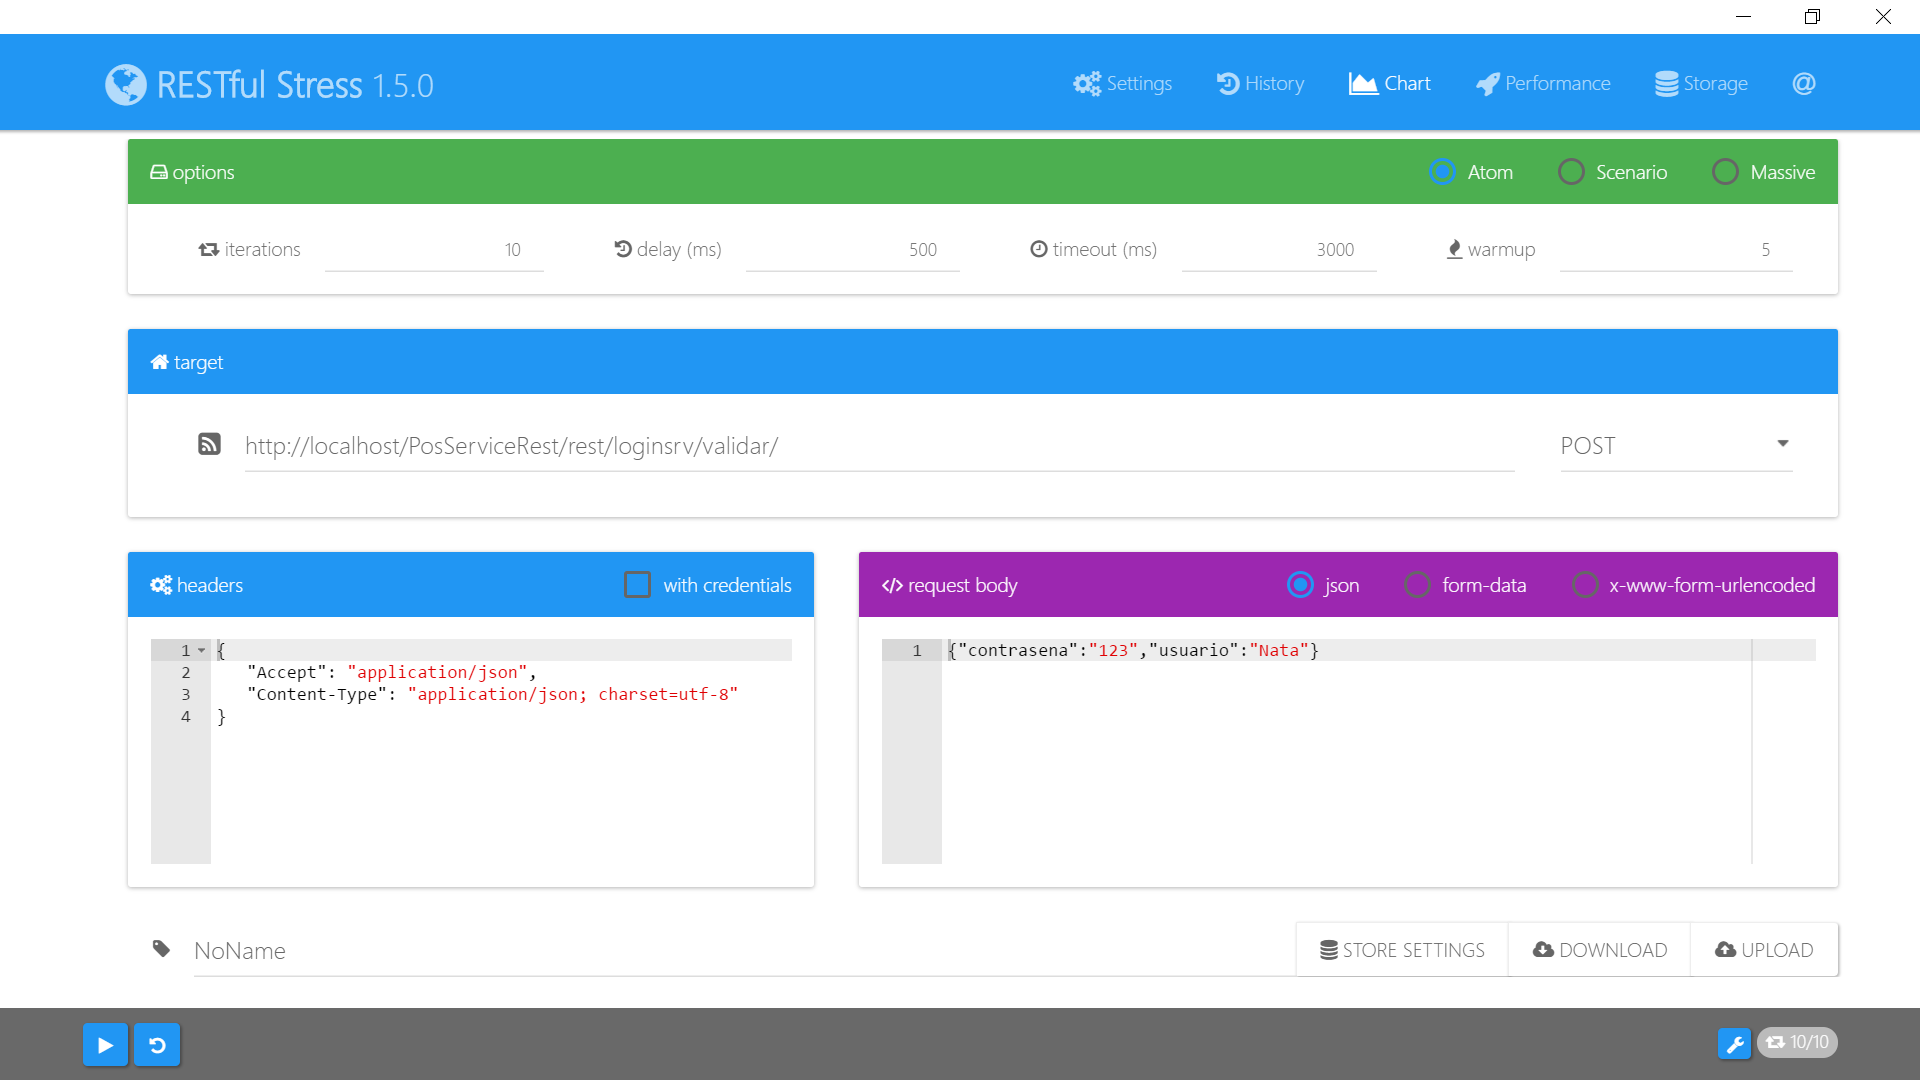 RESTful Stress 1.5.0
Settings History Chart Performance Storage @
options Atom Scenario Massive
iterations 10 delay (ms) 500 timeout (ms) 3000 warmup 5
target
http://localhost/PosServiceRest/rest/loginsrv/validar/ POST
headers with credentials
1 {
2 "Accept": "application/json",
3 "Content-Type": "application/json; charset=utf-8"
4 }
</> request body json form-data x-www-form-urlencoded
1 {"contrasena":"123","usuario":"Nata"}
NoName STORE SETTINGS DOWNLOAD UPLOAD
10/10